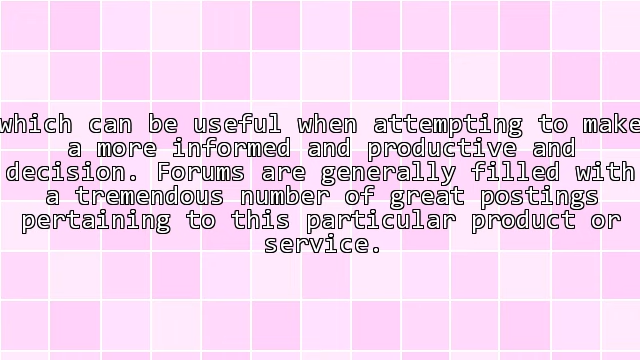 which can be useful when attempting to make
a more informed and productive and
decision. Forums are generally filled with
a tremendous number of great postings
pertaining to this particular product or
service.